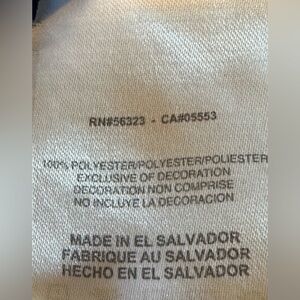 RN#56323 - CA#05553
100% POLYESTER/POLYESTER/POLIESTER
EXCLUSIVE OF DECORATION
DECORATION NON COMPRISE
NO INCLUYE LA DECORACION
MADE IN EL SALVADOR
FABRIQUE AU SALVADOR
HECHO EN EL SALVADOR